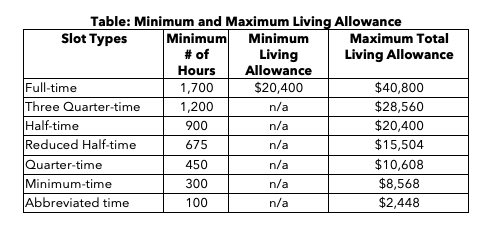 Table: Minimum and Maximum Living Allowance
Slot Types Minimum # of Hours Minimum Living Allowance Maximum Total Living Allowance
Full-time 1,700 $20,400 $40,800
Three Quarter-time 1,200 n/a $28,560
Half-time 900 n/a $20,400
Reduced Half-time 675 n/a $15,504
Quarter-time 450 n/a $10,608
Minimum-time 300 n/a $8,568
Abbreviated time 100 n/a $2,448